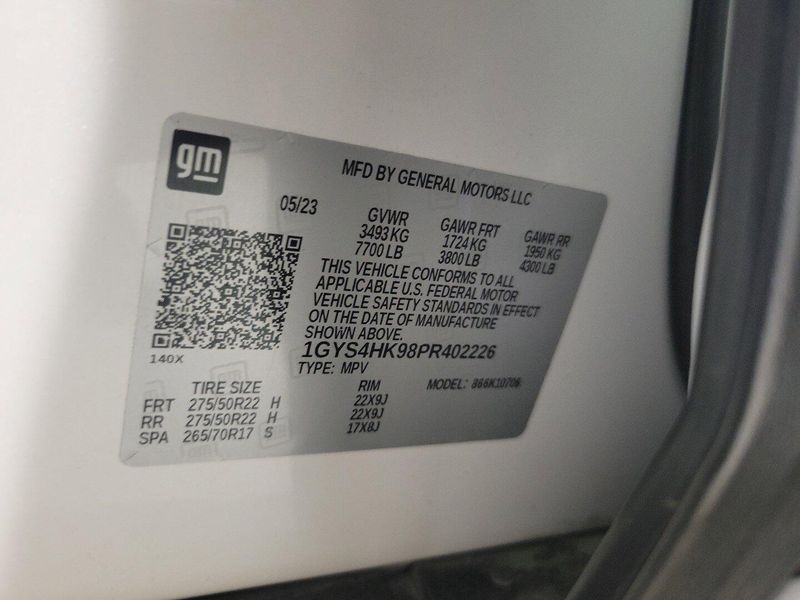 gm
MFD BY GENERAL MOTORS LLC
05/23
GVWR GAWR FRT GAWR RR
3493 KG 1724 KG 1950 KG
7700 LB 3800 LB 4300 LB
THIS VEHICLE CONFORMS TO ALL
APPLICABLE U.S. FEDERAL MOTOR
VEHICLE SAFETY STANDARDS IN EFFECT
ON THE DATE OF MANUFACTURE
SHOWN ABOVE.
140X
1GYS4HK98PR402226
TYPE: MPV
TIRE SIZE RIM MODEL:
FRT 275/50R22 H 22X9J
RR 275/50R22 H 22X9J
SPA 265/70R17 S 17X8J